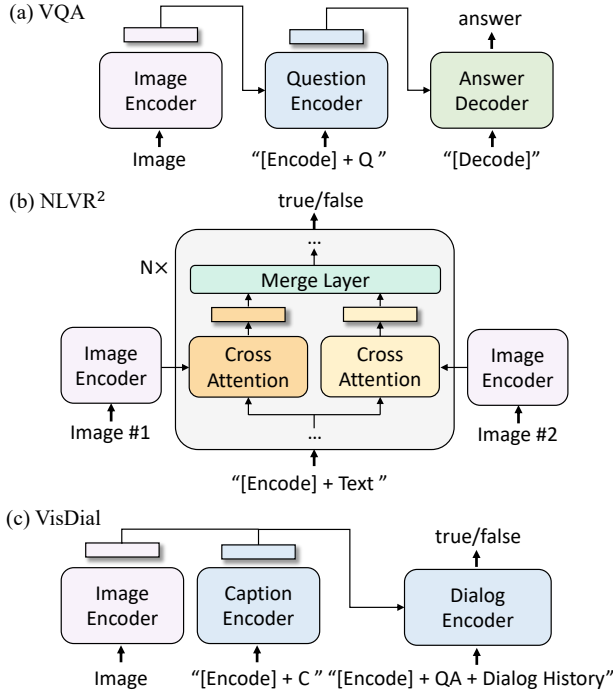 (a) VQA
answer
Image Encoder
Question Encoder
Answer Decoder
Image
“[Encode] + Q ”
“[Decode]”
(b) NLVR²
true/false
...
N×
Merge Layer
Image Encoder
Cross Attention
Cross Attention
Image Encoder
Image #1
...
Image #2
“[Encode] + Text ”
(c) VisDial
true/false
Image Encoder
Caption Encoder
Dialog Encoder
Image
“[Encode] + C ”
“[Encode] + QA + Dialog History”